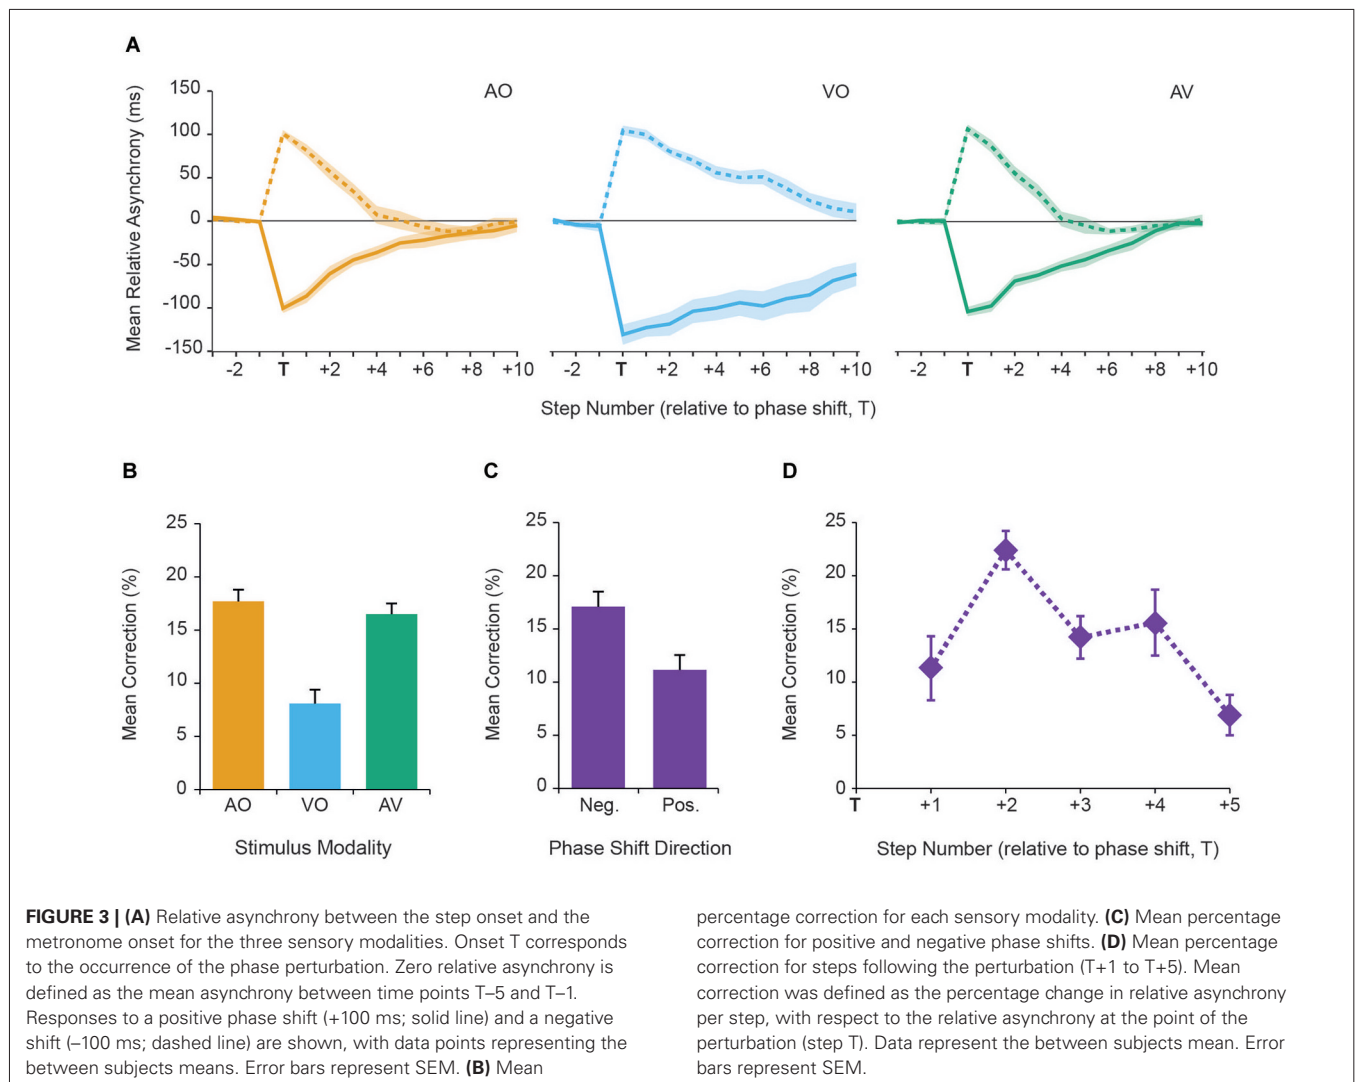 A
AO
VO
AV
Mean Relative Asynchrony (ms)
150
100
50
0
-50
-100
-150
-2 T +2 +4 +6 +8 +10
-2 T +2 +4 +6 +8 +10
-2 T +2 +4 +6 +8 +10
Step Number (relative to phase shift, T)
B
Mean Correction (%)
25
20
15
10
5
0
AO VO AV
Stimulus Modality
C
Mean Correction (%)
25
20
15
10
5
0
Neg. Pos.
Phase Shift Direction
D
Mean Correction (%)
25
20
15
10
5
0
T +1 +2 +3 +4 +5
Step Number (relative to phase shift, T)
FIGURE 3 | (A) Relative asynchrony between the step onset and the
metronome onset for the three sensory modalities. Onset T corresponds
to the occurrence of the phase perturbation. Zero relative asynchrony is
defined as the mean asynchrony between time points T–5 and T–1.
Responses to a positive phase shift (+100 ms; solid line) and a negative
shift (–100 ms; dashed line) are shown, with data points representing the
between subjects means. Error bars represent SEM. (B) Mean
percentage correction for each sensory modality. (C) Mean percentage
correction for positive and negative phase shifts. (D) Mean percentage
correction for steps following the perturbation (T+1 to T+5). Mean
correction was defined as the percentage change in relative asynchrony
per step, with respect to the relative asynchrony at the point of the
perturbation (step T). Data represent the between subjects mean. Error
bars represent SEM.